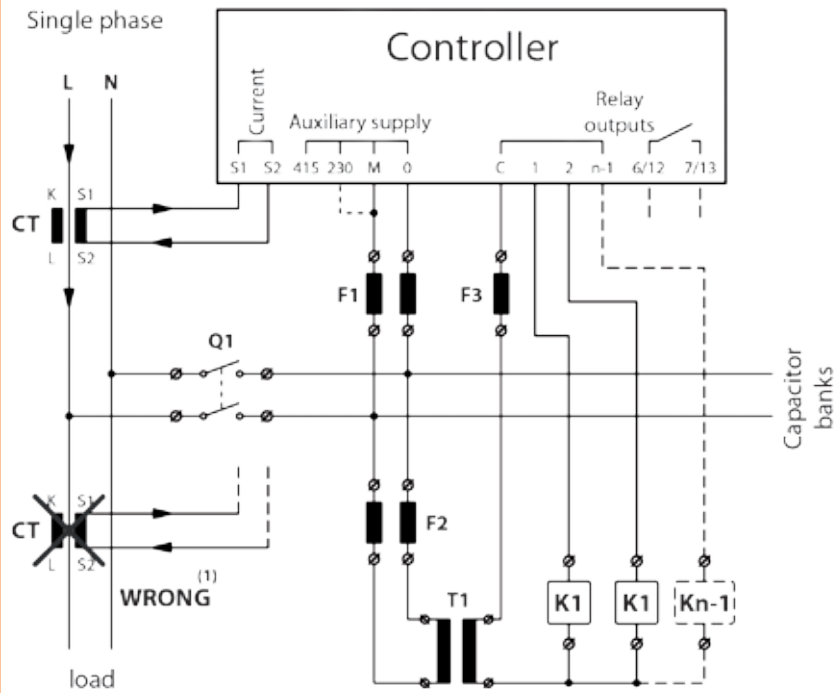 Single phase
Controller
L N
Current
Auxiliary supply
Relay
outputs
S1 S2 415 230 M 0 C 1 2 n-1 6/12 7/13
K S1
CT
L S2
F1 F3
Q1
Capacitor
banks
K S1
CT
L S2
F2
WRONG (1)
T1
K1 K1 Kn-1
load